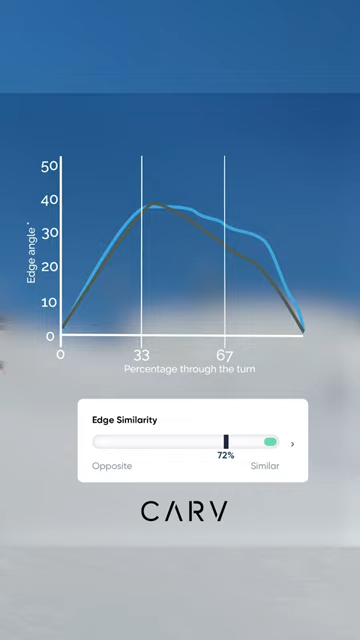 50
40
30
20
10
0
Edge angle °
0 33 67
Percentage through the turn
Edge Similarity
72%
Opposite Similar
CARV